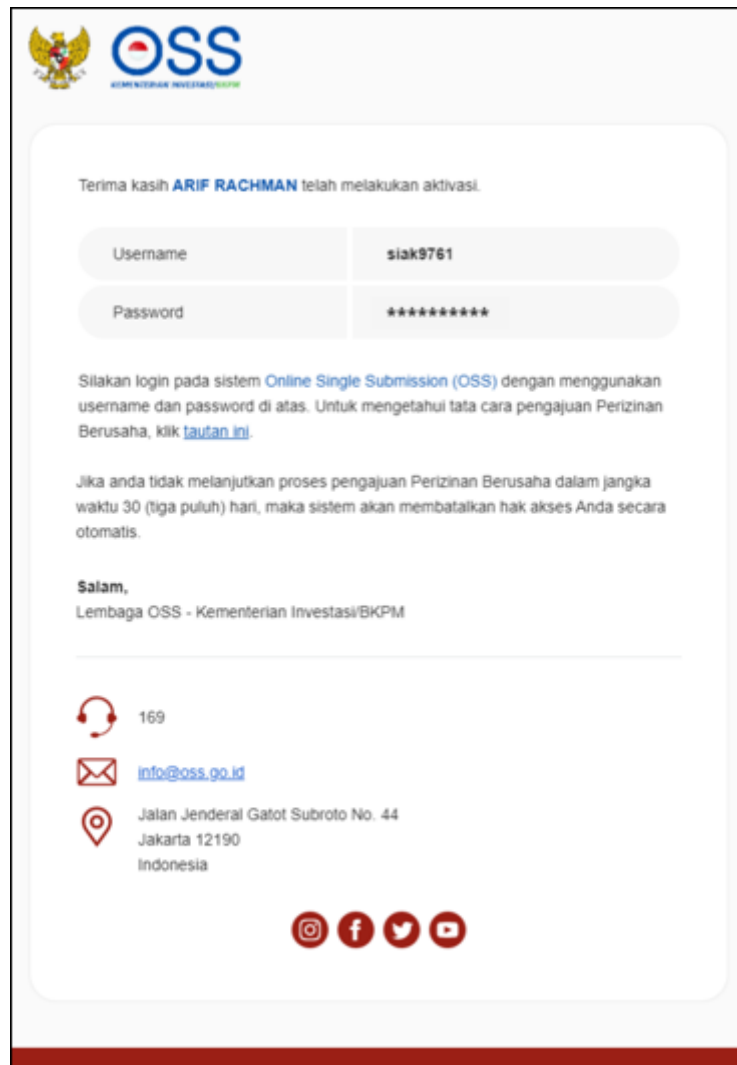 OSS
KEMENTERIAN INVESTASI/BKPM
Terima kasih ARIF RACHMAN telah melakukan aktivasi.
Username siak9761
Password **********
Silakan login pada sistem Online Single Submission (OSS) dengan menggunakan
username dan password di atas. Untuk mengetahui tata cara pengajuan Perizinan
Berusaha, klik tautan ini.
Jika anda tidak melanjutkan proses pengajuan Perizinan Berusaha dalam jangka
waktu 30 (tiga puluh) hari, maka sistem akan membatalkan hak akses Anda secara
otomatis.
Salam,
Lembaga OSS - Kementerian Investasi/BKPM
169
info@oss.go.id
Jalan Jenderal Gatot Subroto No. 44
Jakarta 12190
Indonesia